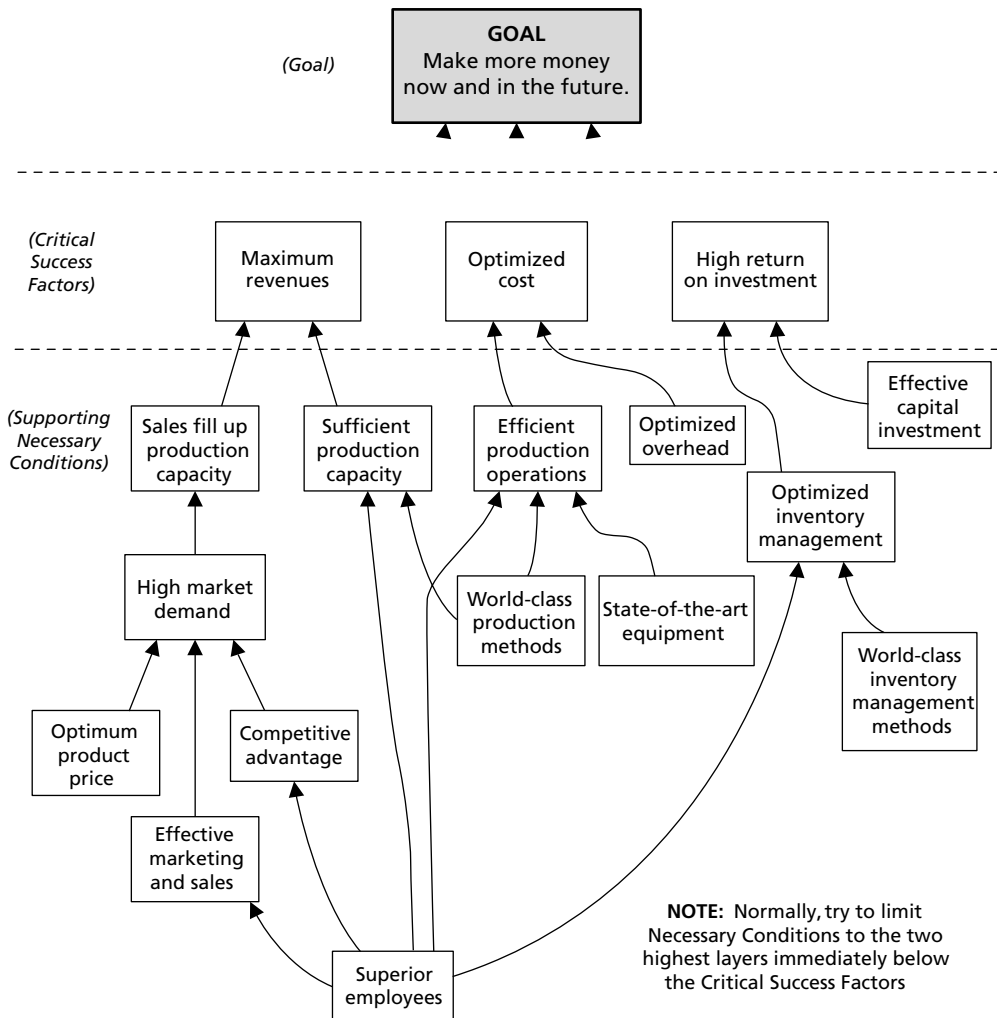 GOAL
Make more money
now and in the future.
(Goal)
(Critical
Success
Factors)
Maximum
revenues
Optimized
cost
High return
on investment
(Supporting
Necessary
Conditions)
Sales fill up
production
capacity
Sufficient
production
capacity
Efficient
production
operations
Optimized
overhead
Effective
capital
investment
Optimized
inventory
management
High market
demand
World-class
production
methods
State-of-the-art
equipment
World-class
inventory
management
methods
Optimum
product
price
Competitive
advantage
Effective
marketing
and sales
Superior
employees
NOTE: Normally, try to limit
Necessary Conditions to the two
highest layers immediately below
the Critical Success Factors